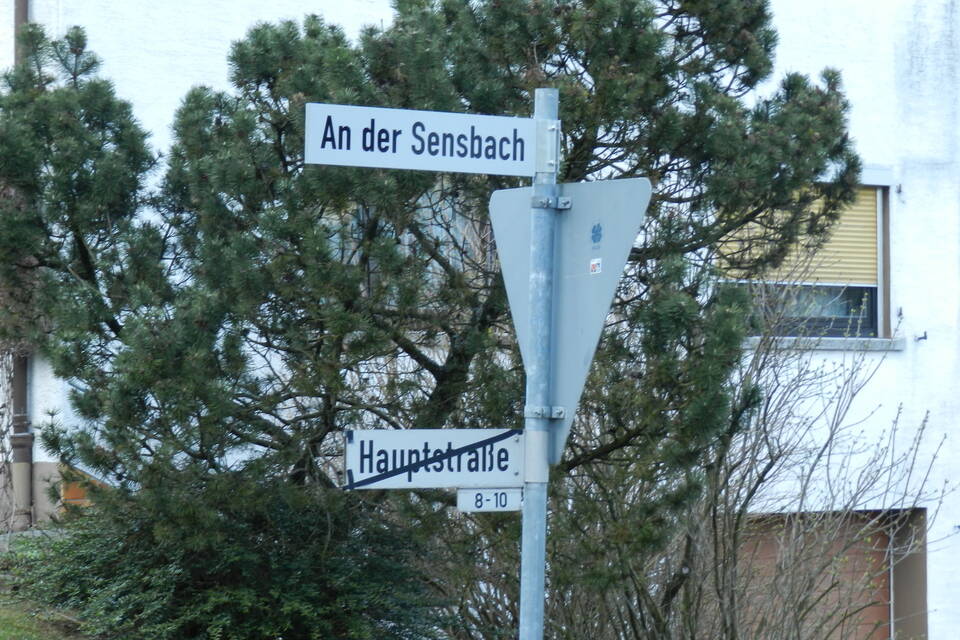 An der Sensbach
Hauptstraße
8-10